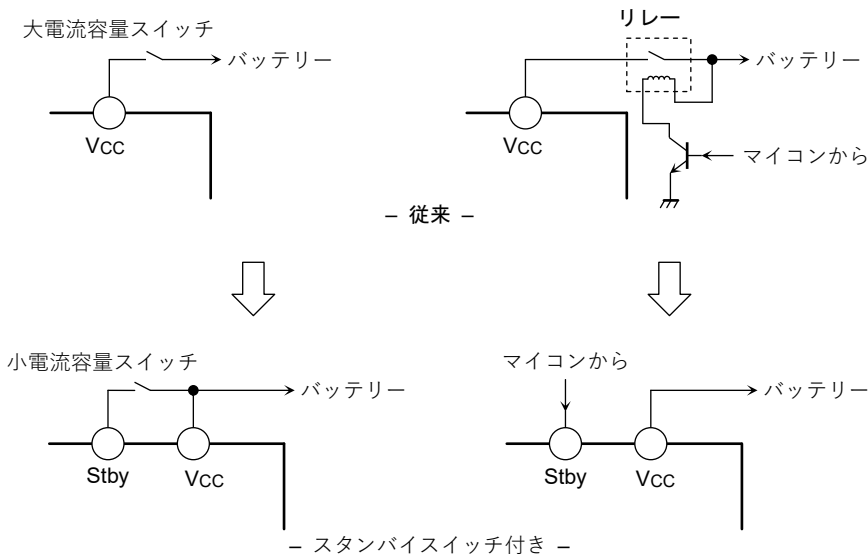 大電流容量スイッチ
バッテリー
VCC
リレー
バッテリー
VCC
マイコンから
– 従来 –
小電流容量スイッチ
バッテリー
Stby
VCC
マイコンから
バッテリー
Stby
VCC
– スタンバイスイッチ付き –